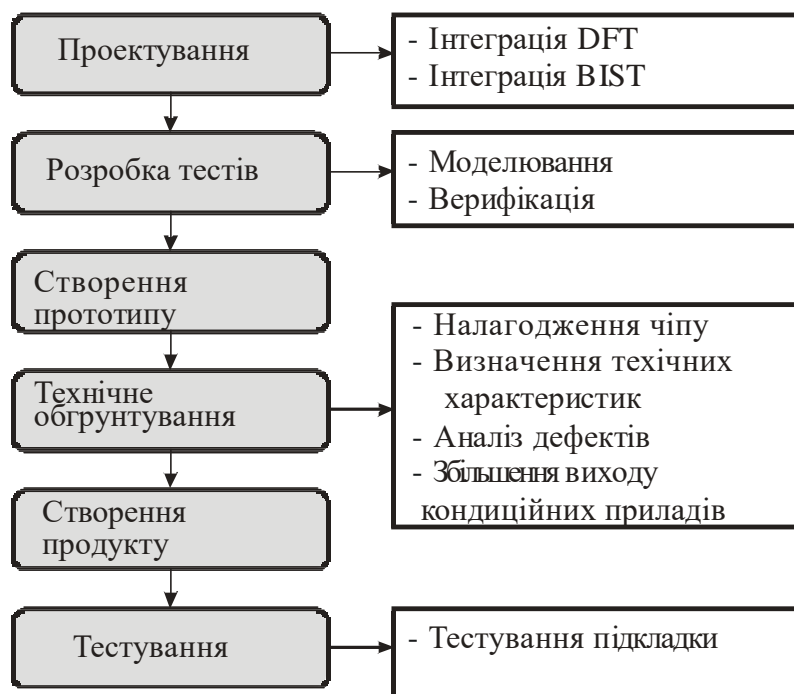 Проектування
- Інтеграція DFT
- Інтеграція BIST
Розробка тестів
- Моделювання
- Верифікація
Створення
прототипу
Технічне
обгрунтування
- Налагодження чіпу
- Визначення техічних
характеристик
- Аналіз дефектів
- Збільшення виходу
кондиційних приладів
Створення
продукту
Тестування
- Тестування підкладки